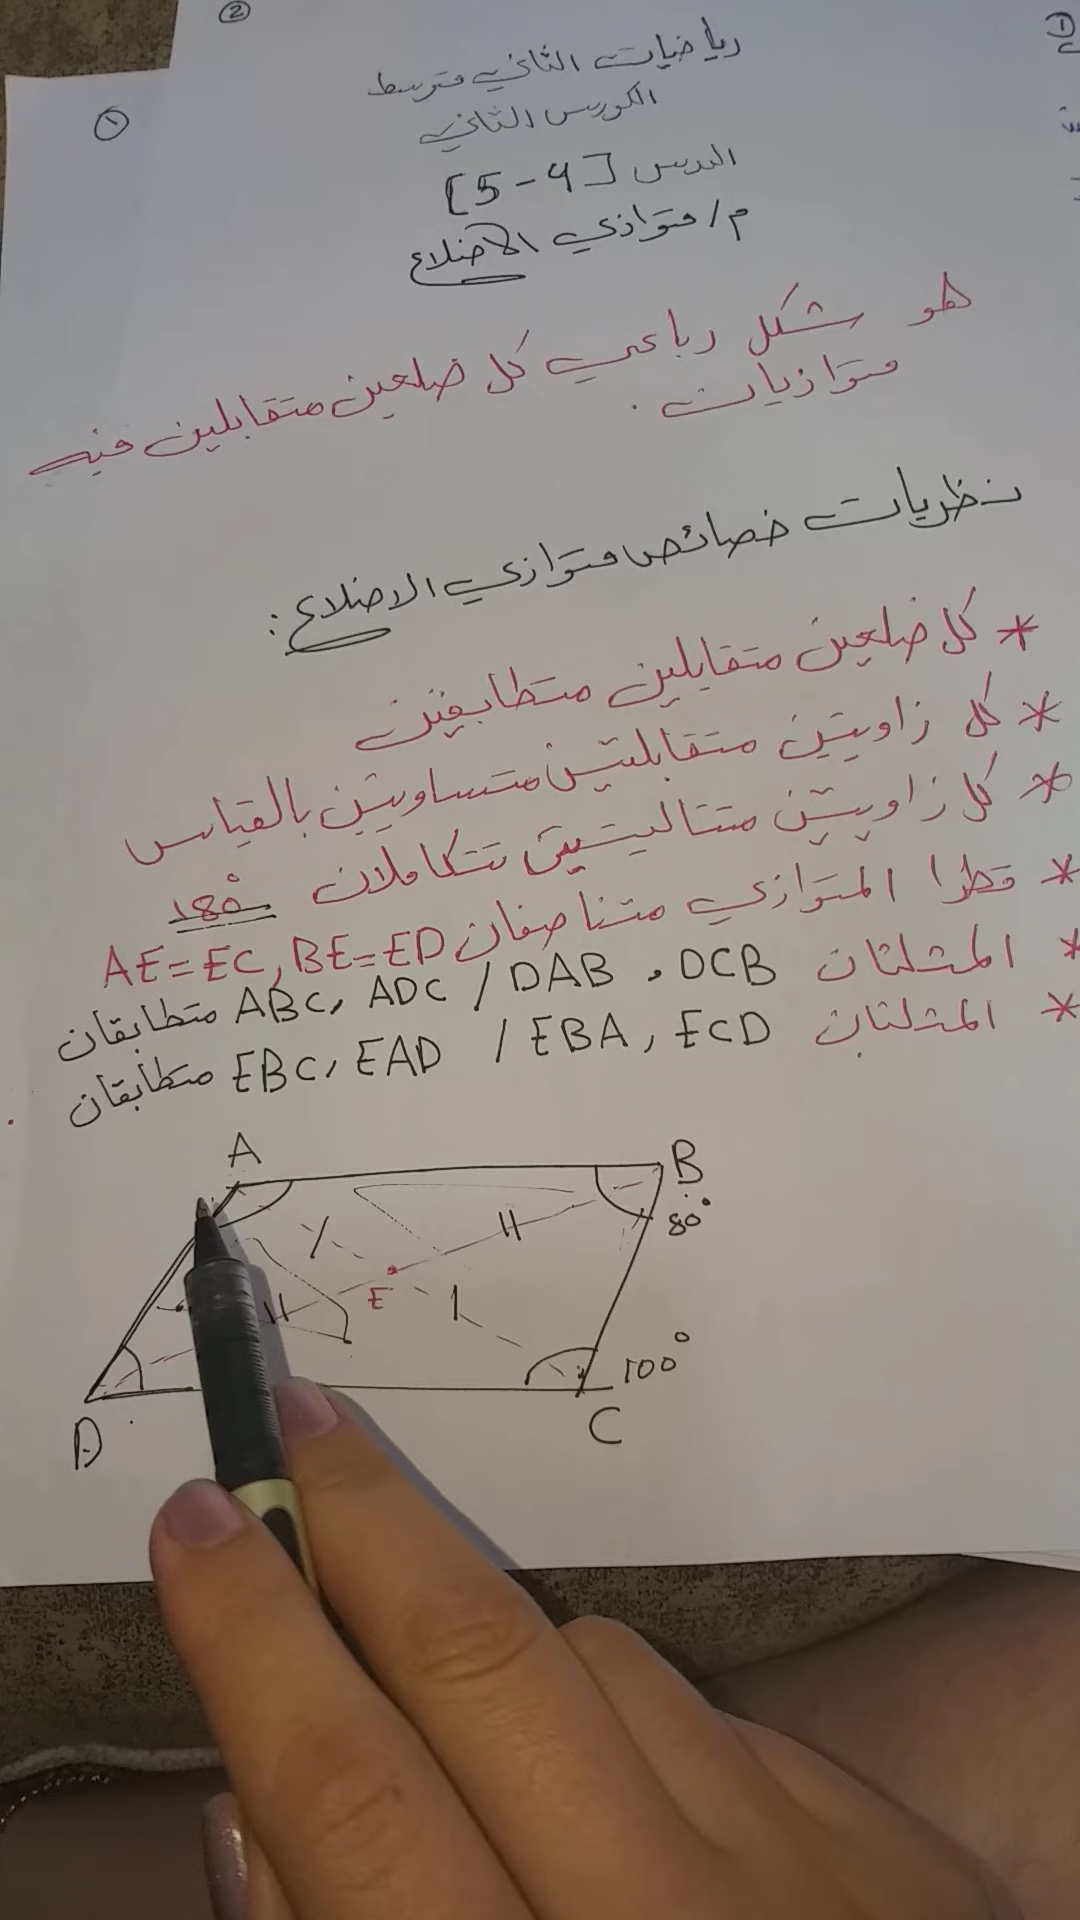 ②
رياضيات الثاني متوسط
الكورس الثاني
الدرس [5-4]
م/ متوازي الاضلاع
①
هو شكل رباعي كل ضلعين متقابلين فيه
متوازيات .
نظريات خصائص متوازي الاضلاع:
* كل ضلعين متقابلين متطابقين
* كل زاويتين متقابلتين متساويتين بالقياس
* كل زاويتين متتاليتين تتكاملان °180
* قطرا المتوازي متناصفان AE=EC, BE=ED
* المثلثان ABC, ADC / DAB, DCB متطابقان
* المثلثان EBC, EAD / EBA, ECD متطابقان
A
B
80°
E
100°
D
C